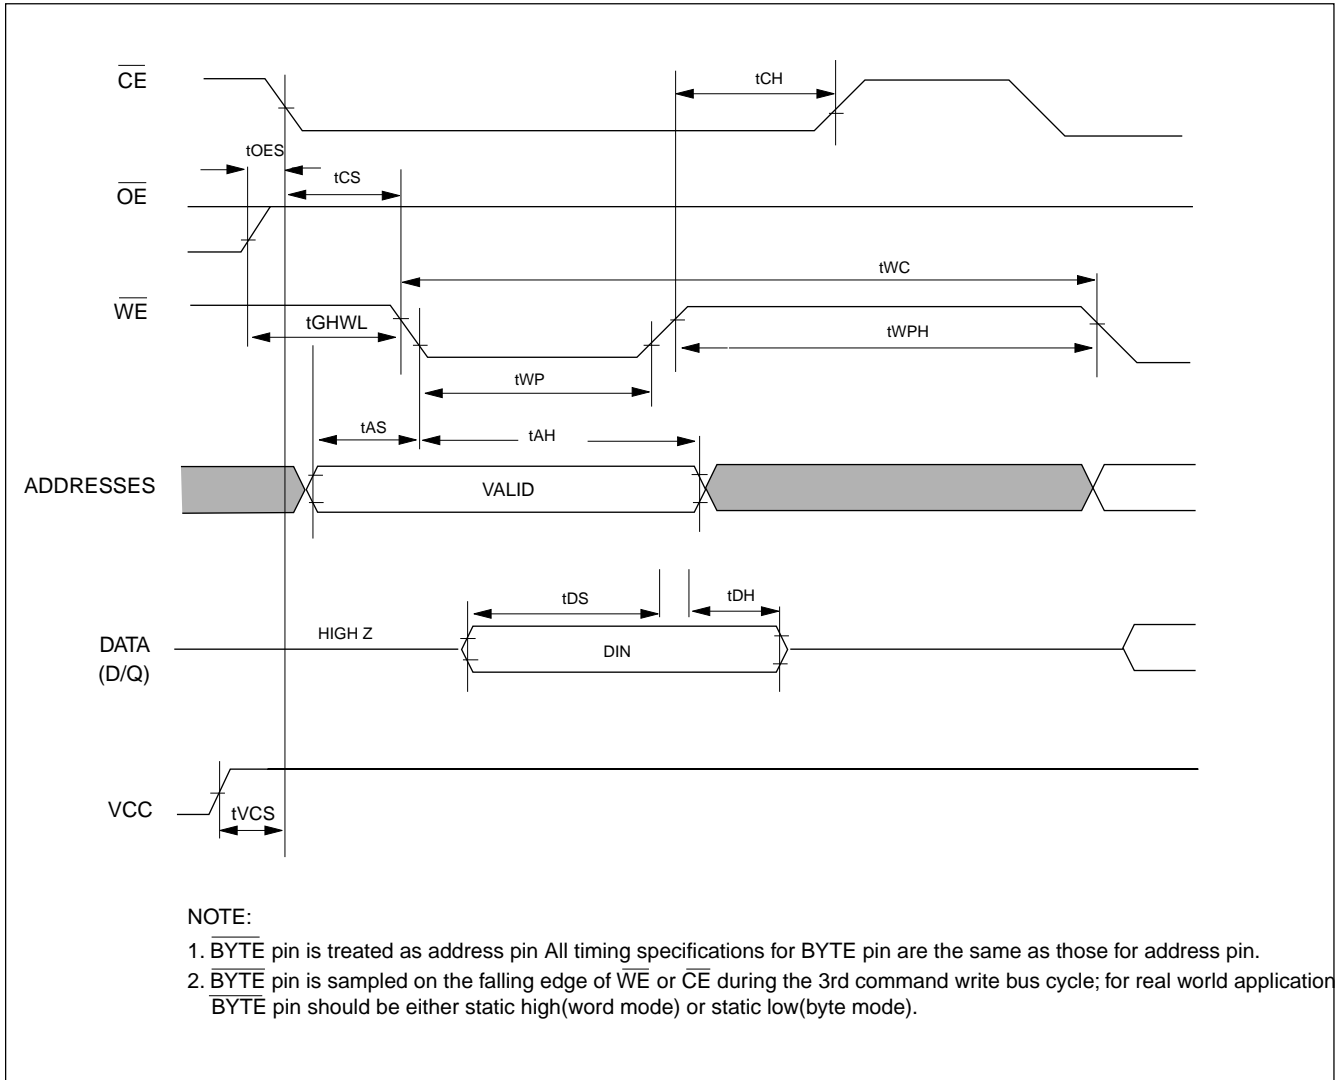 CE
tCH
tOES
tCS
OE
tWC
WE
tGHWL
tWPH
tWP
tAS
tAH
ADDRESSES
VALID
tDS
tDH
HIGH Z
DATA
(D/Q)
DIN
VCC
tVCS
NOTE:
1. BYTE pin is treated as address pin All timing specifications for BYTE pin are the same as those for address pin.
2. BYTE pin is sampled on the falling edge of WE or CE during the 3rd command write bus cycle; for real world application
BYTE pin should be either static high(word mode) or static low(byte mode).